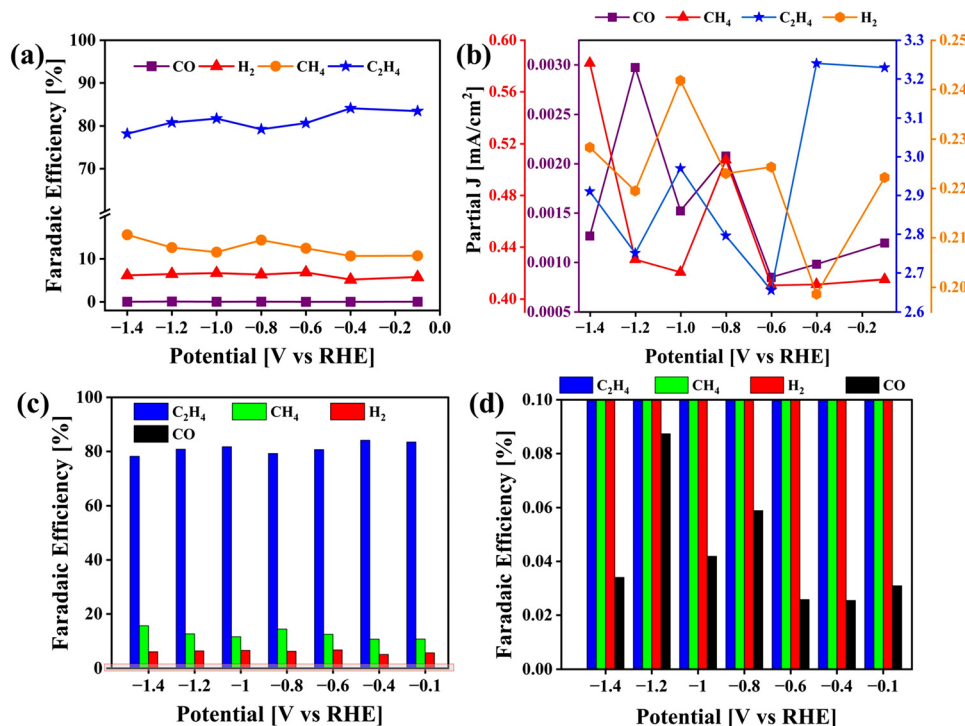 (a)
CO H₂ CH₄ C₂H₄
Faradaic Efficiency [%]
100
90
80
70
10
0
−1.4 −1.2 −1.0 −0.8 −0.6 −0.4 −0.2 0.0
Potential [V vs RHE]
(b)
CO CH₄ C₂H₄ H₂
Partial J [mA/cm²]
0.60
0.56
0.52
0.48
0.44
0.40
0.0030
0.0025
0.0020
0.0015
0.0010
0.0005
3.3
3.2
3.1
3.0
2.9
2.8
2.7
2.6
0.25
0.24
0.23
0.22
0.21
0.20
−1.4 −1.2 −1.0 −0.8 −0.6 −0.4 −0.2
Potential [V vs RHE]
(c)
C₂H₄ CH₄ H₂
CO
Faradaic Efficiency [%]
100
80
60
40
20
0
−1.4 −1.2 −1 −0.8 −0.6 −0.4 −0.1
Potential [V vs RHE]
(d)
C₂H₄ CH₄ H₂ CO
Faradaic Efficiency [%]
0.10
0.08
0.06
0.04
0.02
0.00
−1.4 −1.2 −1 −0.8 −0.6 −0.4 −0.1
Potential [V vs RHE]